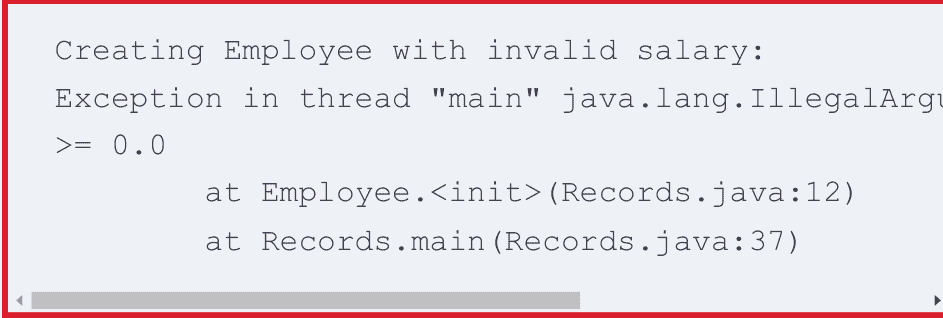 Creating Employee with invalid salary:
Exception in thread "main" java.lang.IllegalArgu
>= 0.0
at Employee.<init>(Records.java:12)
at Records.main(Records.java:37)